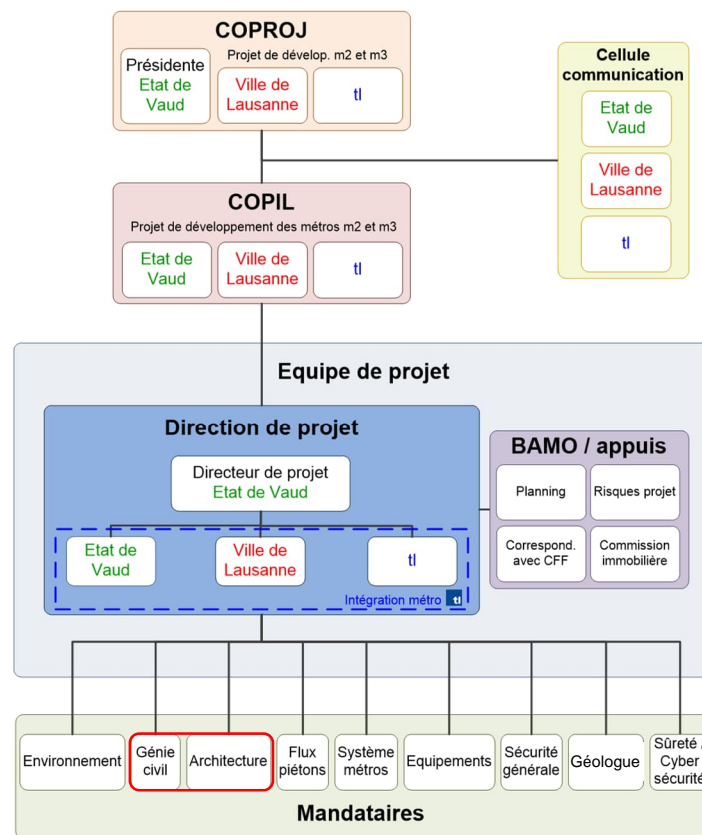 COPROJ
Projet de dévelop. m2 et m3
Présidente
Etat de
Vaud
Ville de
Lausanne
tl
Cellule
communication
Etat de
Vaud
Ville de
Lausanne
tl
COPIL
Projet de développement des métros m2 et m3
Etat de
Vaud
Ville de
Lausanne
tl
Equipe de projet
Direction de projet
Directeur de projet
Etat de Vaud
Etat de
Vaud
Ville de
Lausanne
tl
Intégration métro tl
BAMO / appuis
Planning
Risques projet
Correspond.
avec CFF
Commission
immobilière
Environnement
Génie
civil
Architecture
Flux
piétons
Système
métros
Equipements
Sécurité
générale
Géologue
Sûreté /
Cyber
sécurité
Mandataires